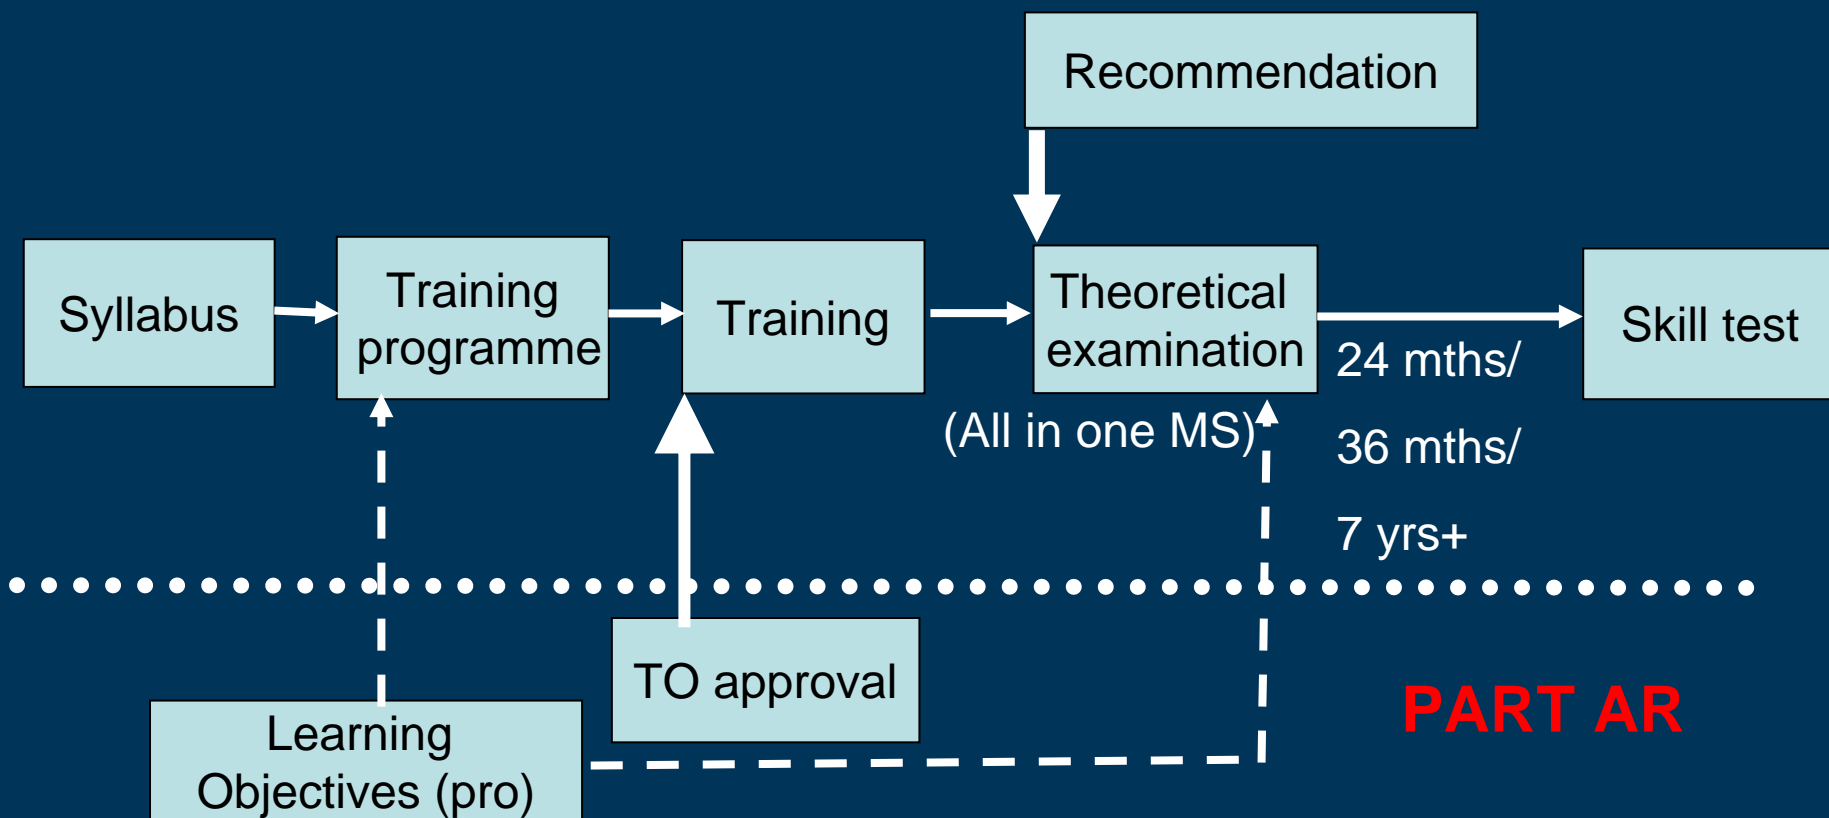 Recommendation
Syllabus
Training
programme
Training
Theoretical
examination
Skill test
(All in one MS)
24 mths/
36 mths/
7 yrs+
TO approval
Learning
Objectives (pro)
PART AR